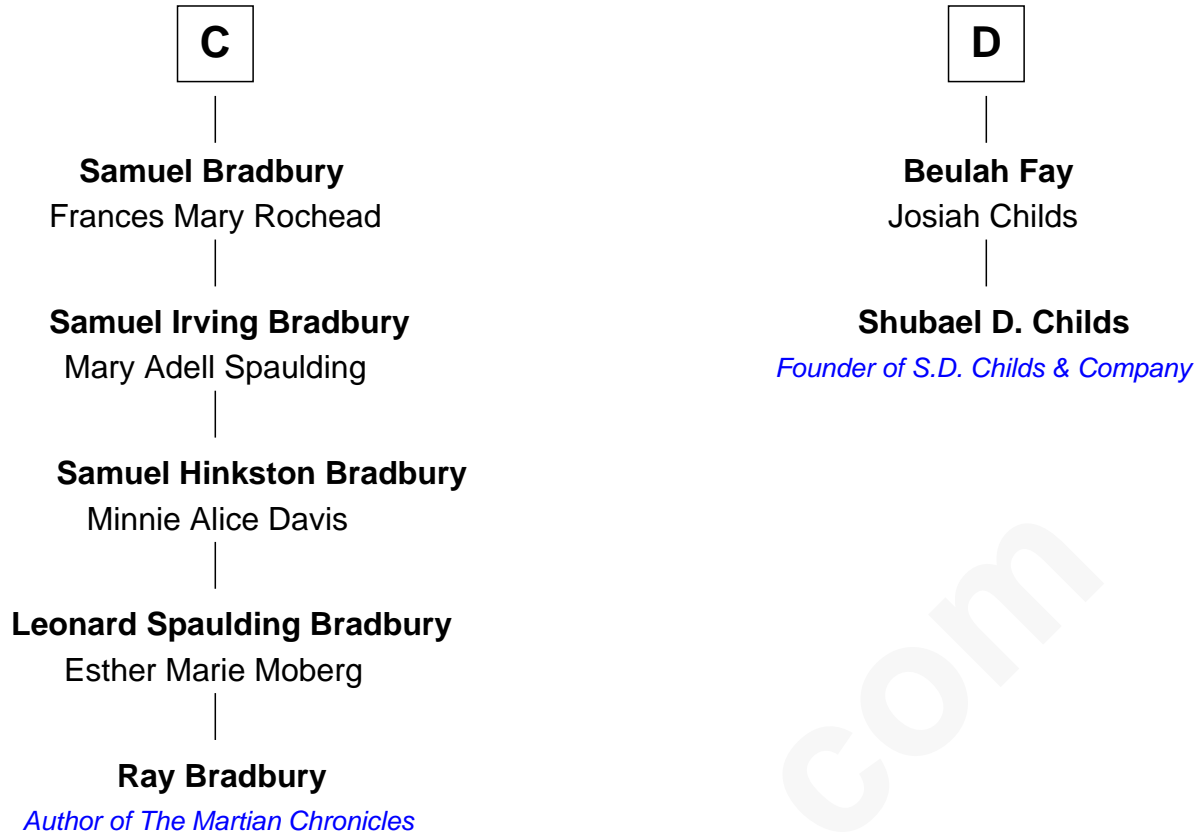 C
Samuel Bradbury
Frances Mary Rochead
Samuel Irving Bradbury
Mary Adell Spaulding
Samuel Hinkston Bradbury
Minnie Alice Davis
Leonard Spaulding Bradbury
Esther Marie Moberg
Ray Bradbury
Author of The Martian Chronicles
D
Beulah Fay
Josiah Childs
Shubael D. Childs
Founder of S.D. Childs & Company
com